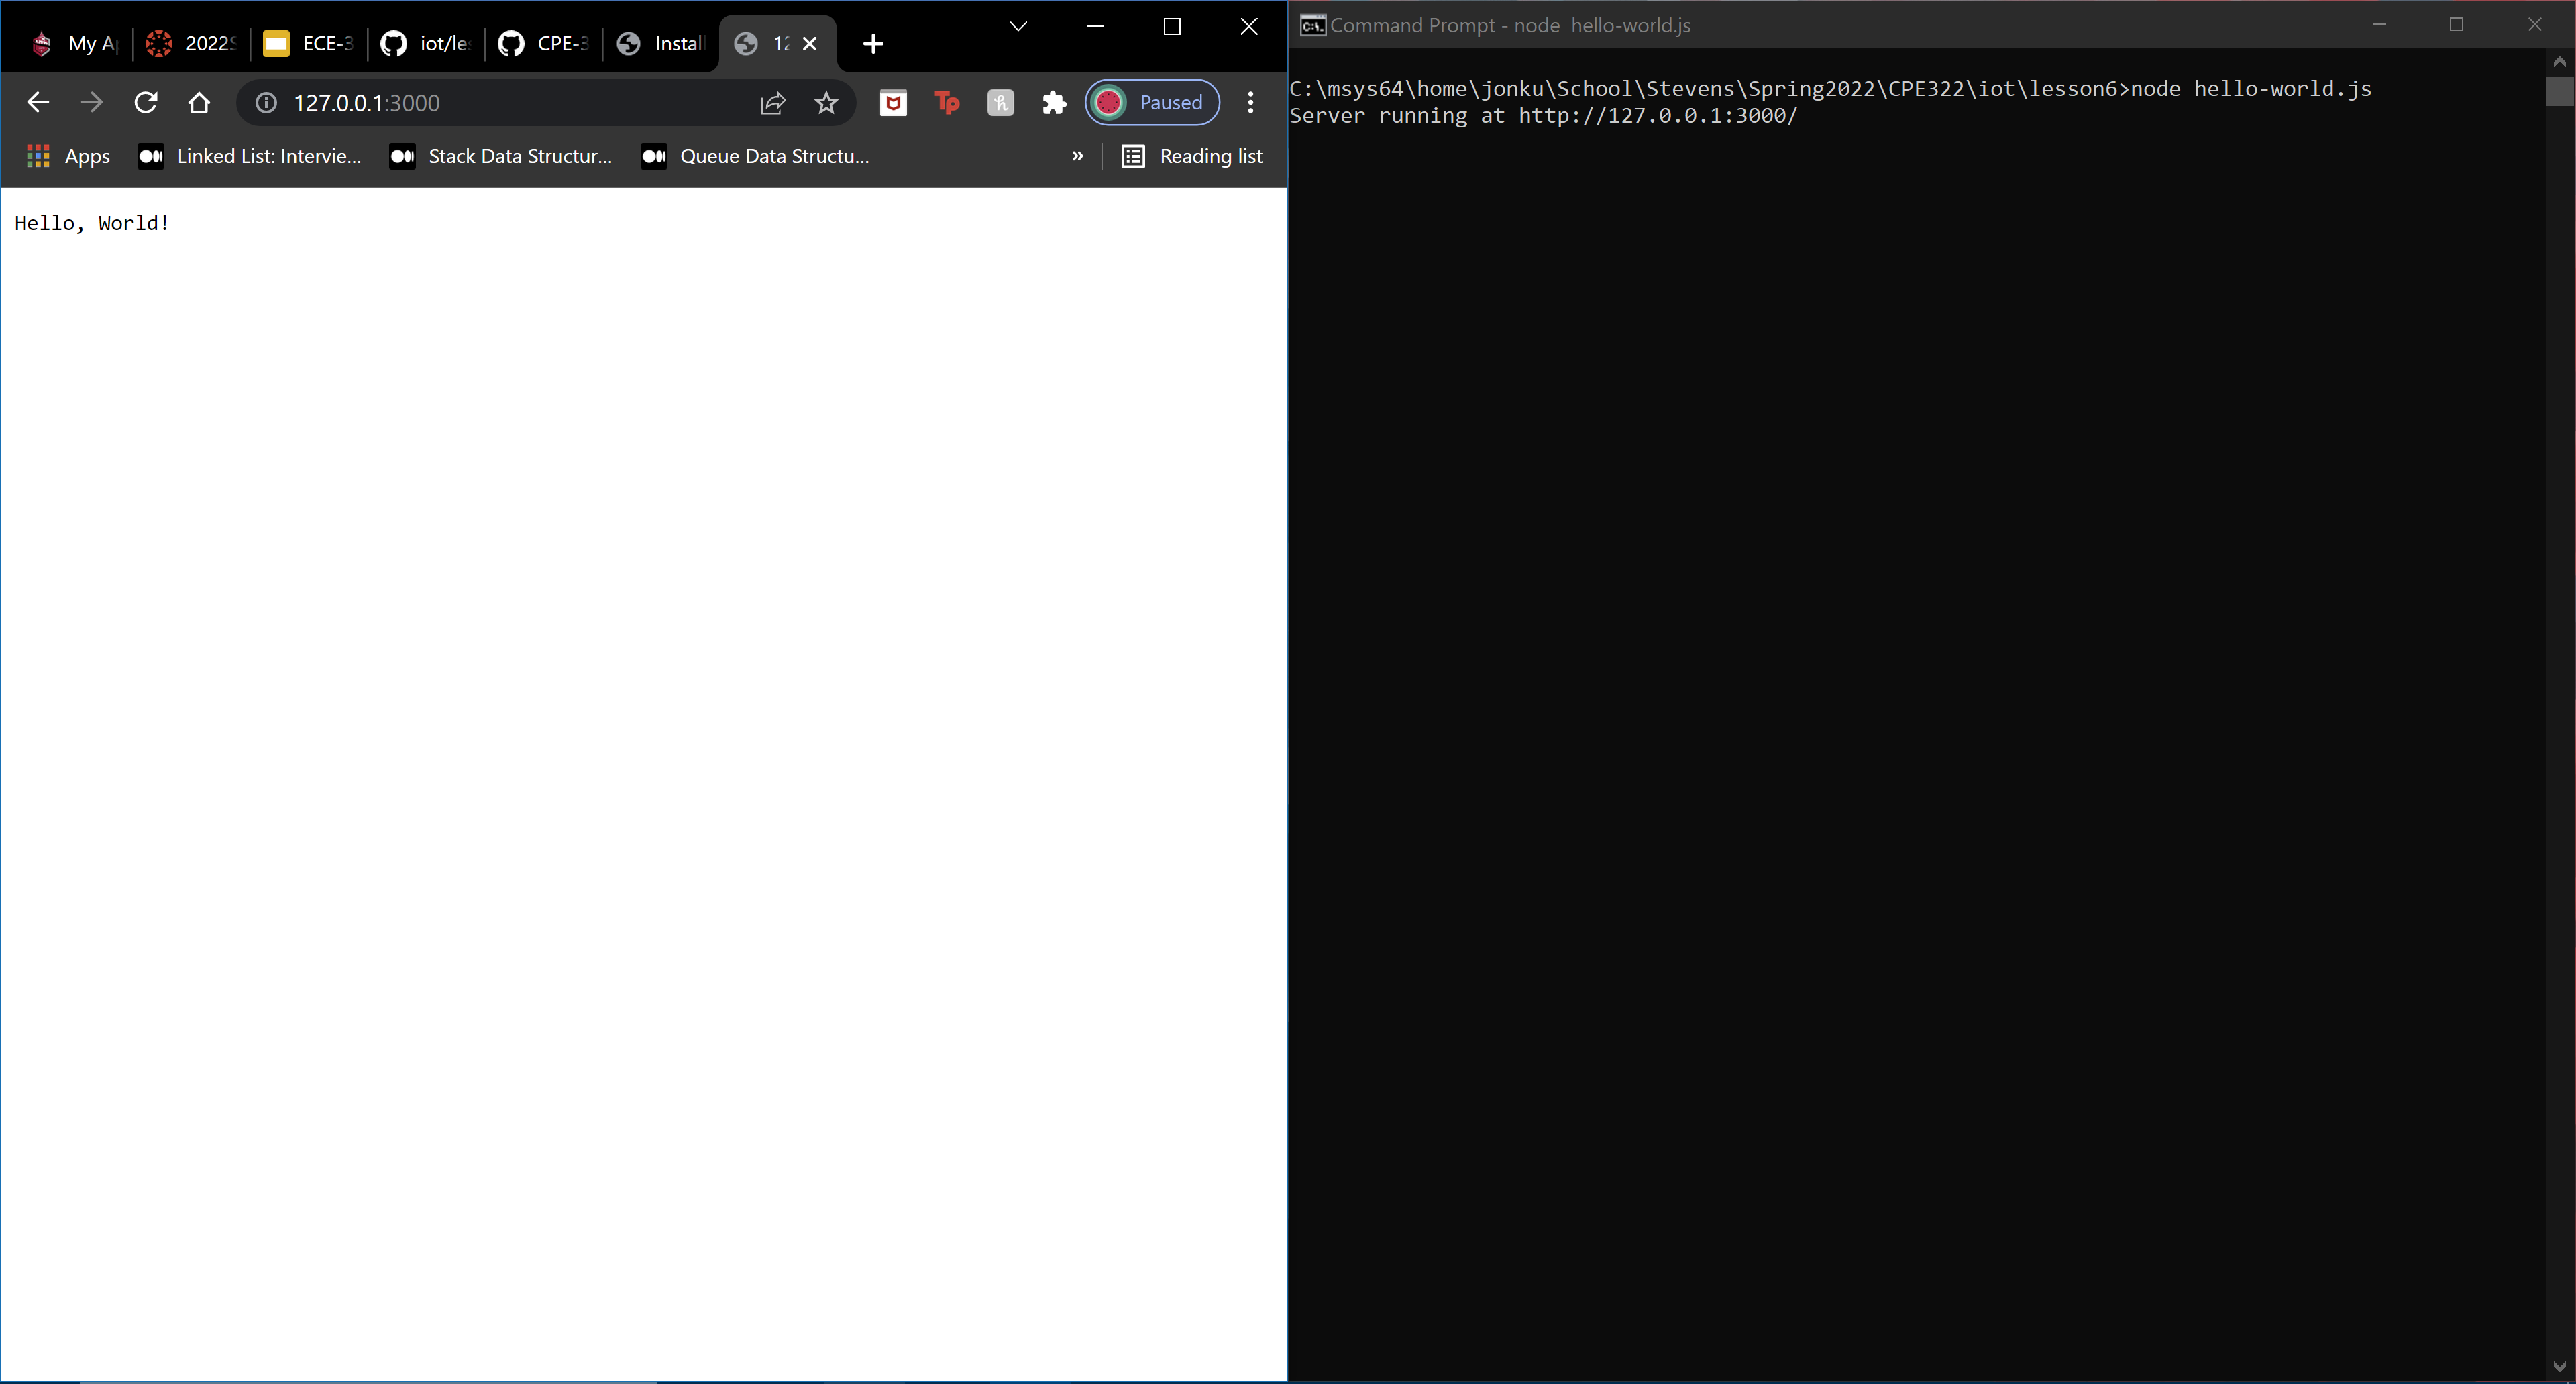 My A
2022S
ECE-3
iot/les
CPE-3
Install
12
127.0.0.1:3000
Tp
Paused
Apps
Linked List: Intervie...
Stack Data Structur...
Queue Data Structu...
»
Reading list
Hello, World!
Command Prompt - node  hello-world.js
C:\msys64\home\jonku\School\Stevens\Spring2022\CPE322\iot\lesson6>node hello-world.js
Server running at http://127.0.0.1:3000/